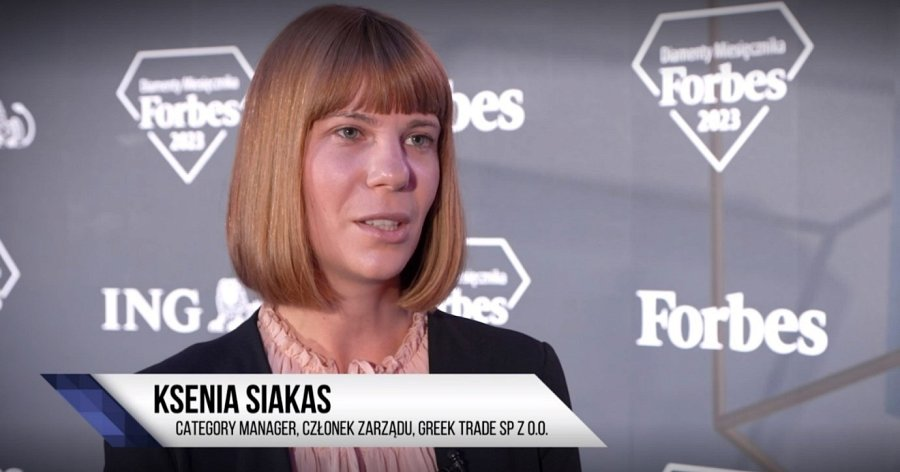 Diamenty Miesięcznika
Forbes
2023
Forbes
Diamenty Miesięcznika
Forbes
2023
ING
Forbes
KSENIA SIAKAS
CATEGORY MANAGER, CZŁONEK ZARZĄDU, GREEK TRADE SP Z O.O.